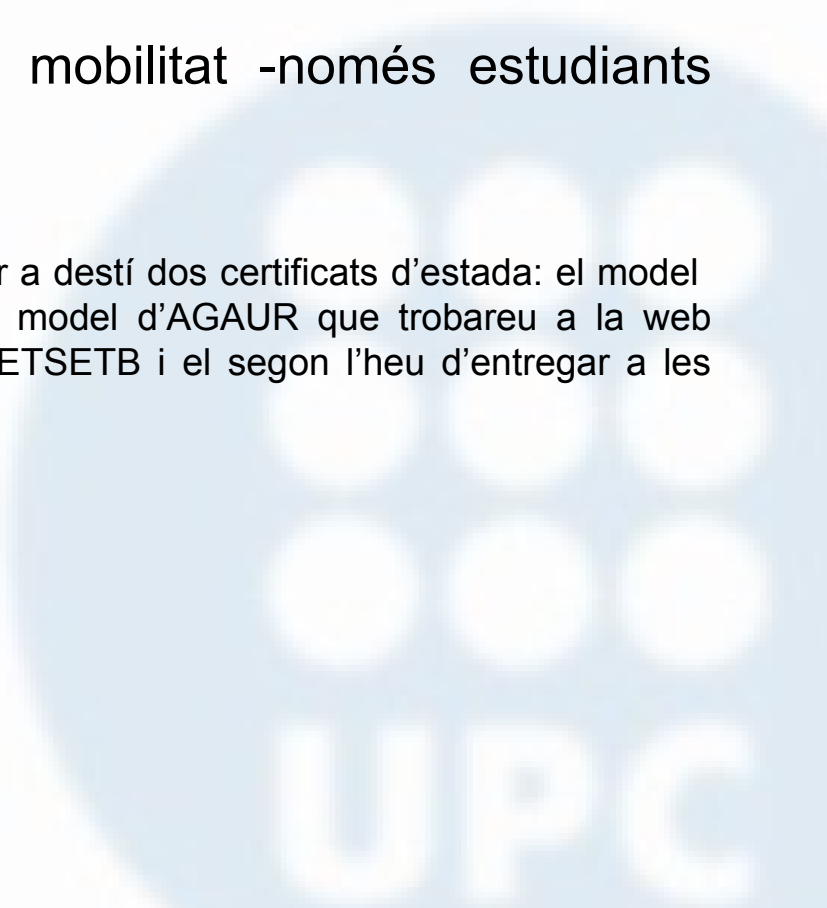 mobilitat -només estudiants
r a destí dos certificats d’estada: el model
model d’AGAUR que trobareu a la web
ETSETB i el segon l’heu d’entregar a les
UPC